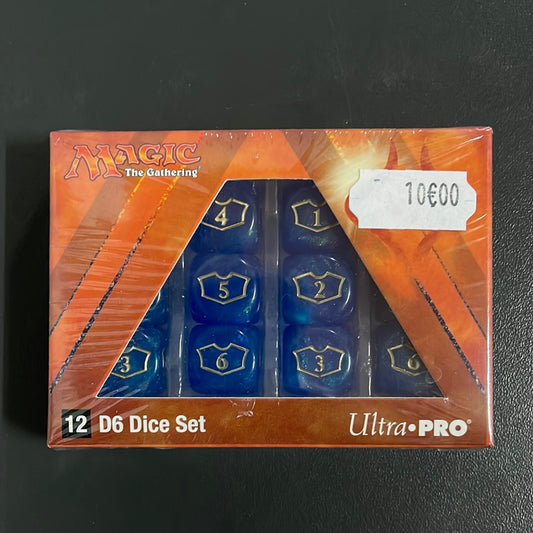 MAGIC
The Gathering®
10€00
4 1
5 2
3 6 3 6
12 D6 Dice Set
Ultra•PRO®